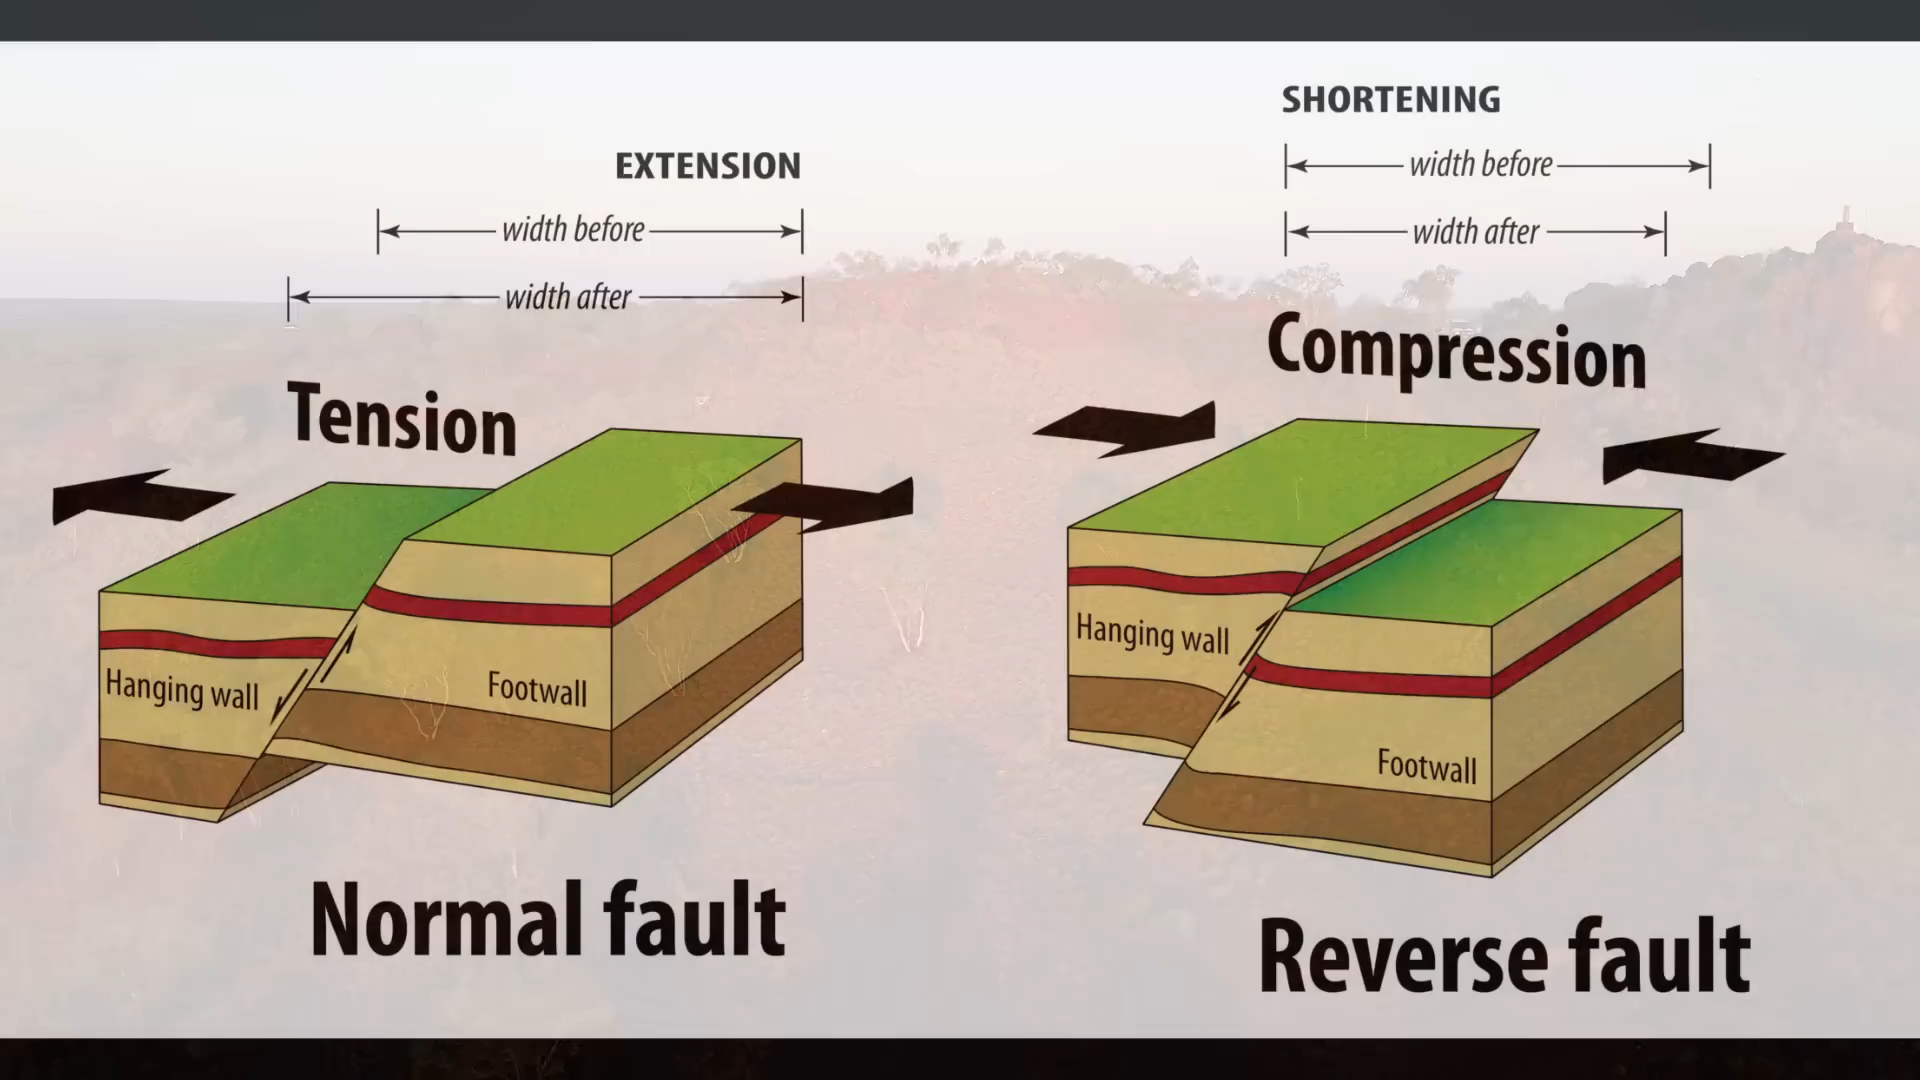 EXTENSION
width before
width after
Tension
Hanging wall
Footwall
Normal fault
SHORTENING
width before
width after
Compression
Hanging wall
Footwall
Reverse fault